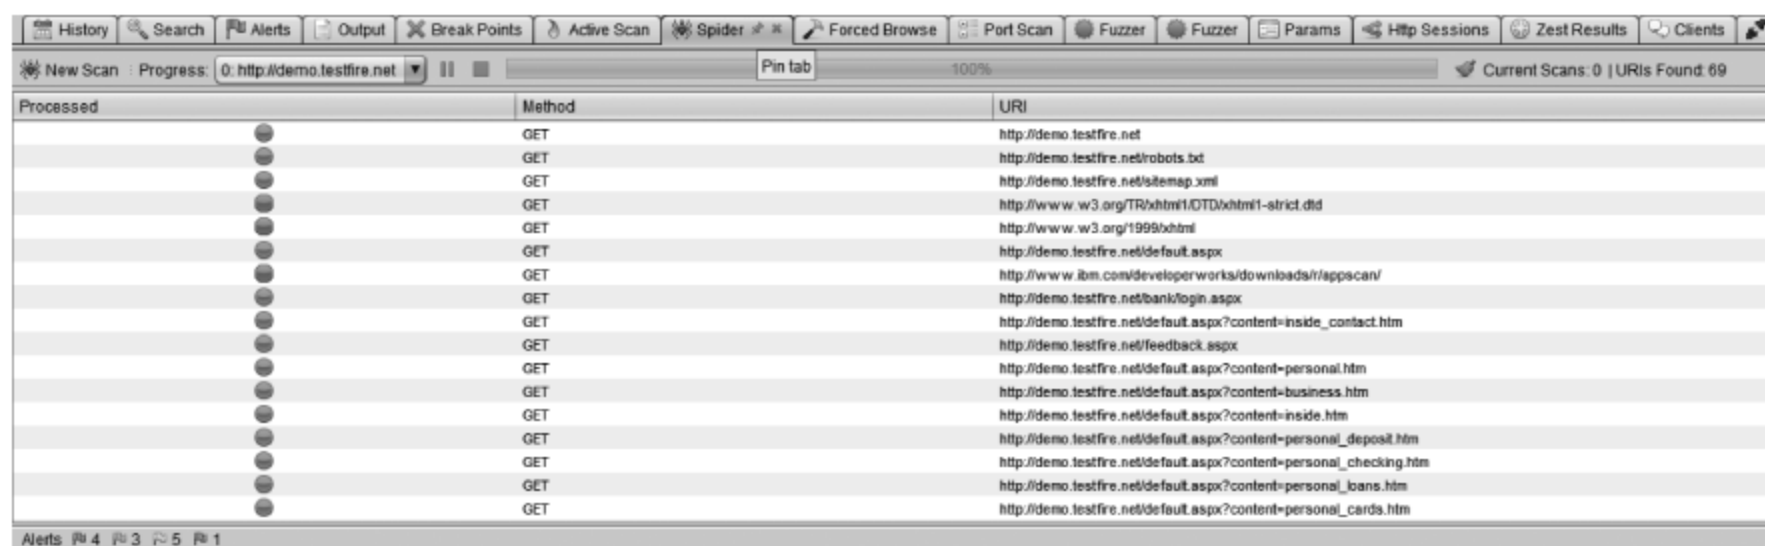 History Search Alerts Output Break Points Active Scan Spider Forced Browse Port Scan Fuzzer Fuzzer Params Http Sessions Zest Results Clients
New Scan Progress: 0: http://demo.testfire.net Pin tab 100% Current Scans: 0 | URIs Found: 69
Processed Method URI
GET http://demo.testfire.net
GET http://demo.testfire.net/robots.txt
GET http://demo.testfire.net/sitemap.xml
GET http://www.w3.org/TR/xhtml1/DTD/xhtml1-strict.dtd
GET http://www.w3.org/1999/xhtml
GET http://demo.testfire.net/default.aspx
GET http://www.ibm.com/developerworks/downloads/r/appscan/
GET http://demo.testfire.net/bank/login.aspx
GET http://demo.testfire.net/default.aspx?content=inside_contact.htm
GET http://demo.testfire.net/feedback.aspx
GET http://demo.testfire.net/default.aspx?content=personal.htm
GET http://demo.testfire.net/default.aspx?content=business.htm
GET http://demo.testfire.net/default.aspx?content=inside.htm
GET http://demo.testfire.net/default.aspx?content=personal_deposit.htm
GET http://demo.testfire.net/default.aspx?content=personal_checking.htm
GET http://demo.testfire.net/default.aspx?content=personal_loans.htm
GET http://demo.testfire.net/default.aspx?content=personal_cards.htm
Alerts 4 3 5 1